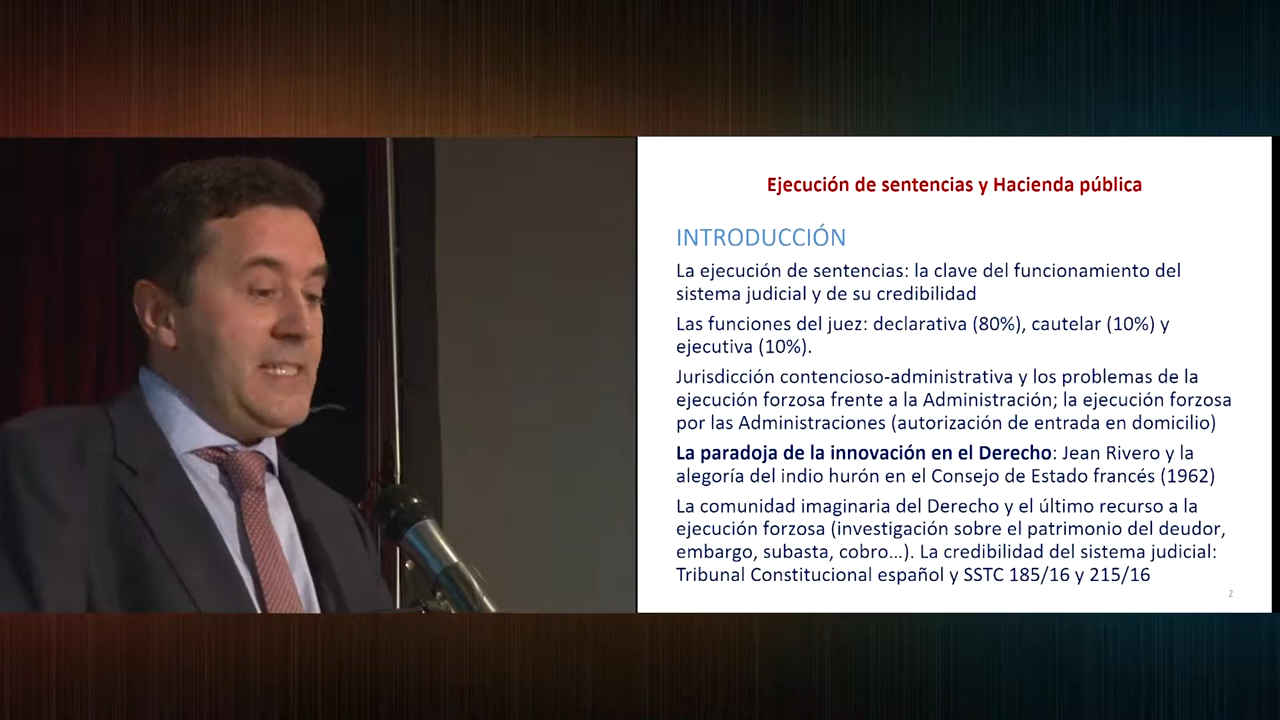 Ejecución de sentencias y Hacienda pública
INTRODUCCIÓN
La ejecución de sentencias: la clave del funcionamiento del
sistema judicial y de su credibilidad
Las funciones del juez: declarativa (80%), cautelar (10%) y
ejecutiva (10%).
Jurisdicción contencioso-administrativa y los problemas de la
ejecución forzosa frente a la Administración; la ejecución forzosa
por las Administraciones (autorización de entrada en domicilio)
La paradoja de la innovación en el Derecho: Jean Rivero y la
alegoría del indio hurón en el Consejo de Estado francés (1962)
La comunidad imaginaria del Derecho y el último recurso a la
ejecución forzosa (investigación sobre el patrimonio del deudor,
embargo, subasta, cobro...). La credibilidad del sistema judicial:
Tribunal Constitucional español y SSTC 185/16 y 215/16
2